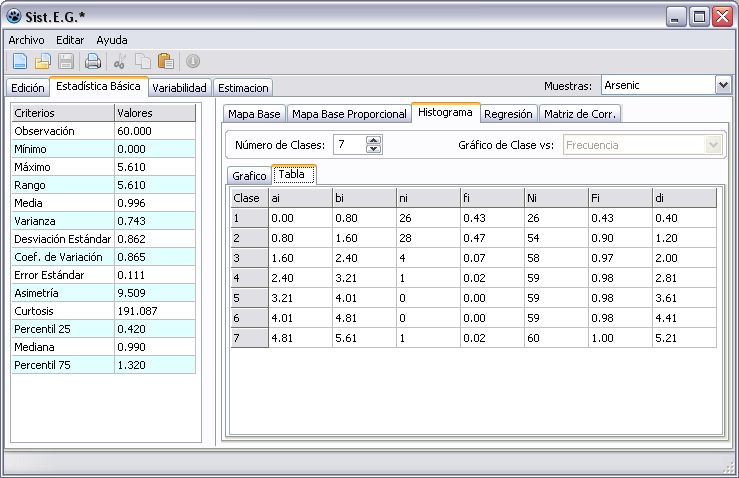 Sist.E.G.*
Archivo Editar Ayuda
Edición Estadística Básica Variabilidad Estimacion Muestras: Arsenic
Criterios Valores
Observación 60.000
Mínimo 0.000
Máximo 5.610
Rango 5.610
Media 0.996
Varianza 0.743
Desviación Estándar 0.862
Coef. de Variación 0.865
Error Estándar 0.111
Asimetría 9.509
Curtosis 191.087
Percentil 25 0.420
Mediana 0.990
Percentil 75 1.320
Mapa Base Mapa Base Proporcional Histograma Regresión Matriz de Corr.
Número de Clases: 7 Gráfico de Clase vs: Frecuencia
Grafico Tabla
Clase ai bi ni fi Ni Fi di
1 0.00 0.80 26 0.43 26 0.43 0.40
2 0.80 1.60 28 0.47 54 0.90 1.20
3 1.60 2.40 4 0.07 58 0.97 2.00
4 2.40 3.21 1 0.02 59 0.98 2.81
5 3.21 4.01 0 0.00 59 0.98 3.61
6 4.01 4.81 0 0.00 59 0.98 4.41
7 4.81 5.61 1 0.02 60 1.00 5.21